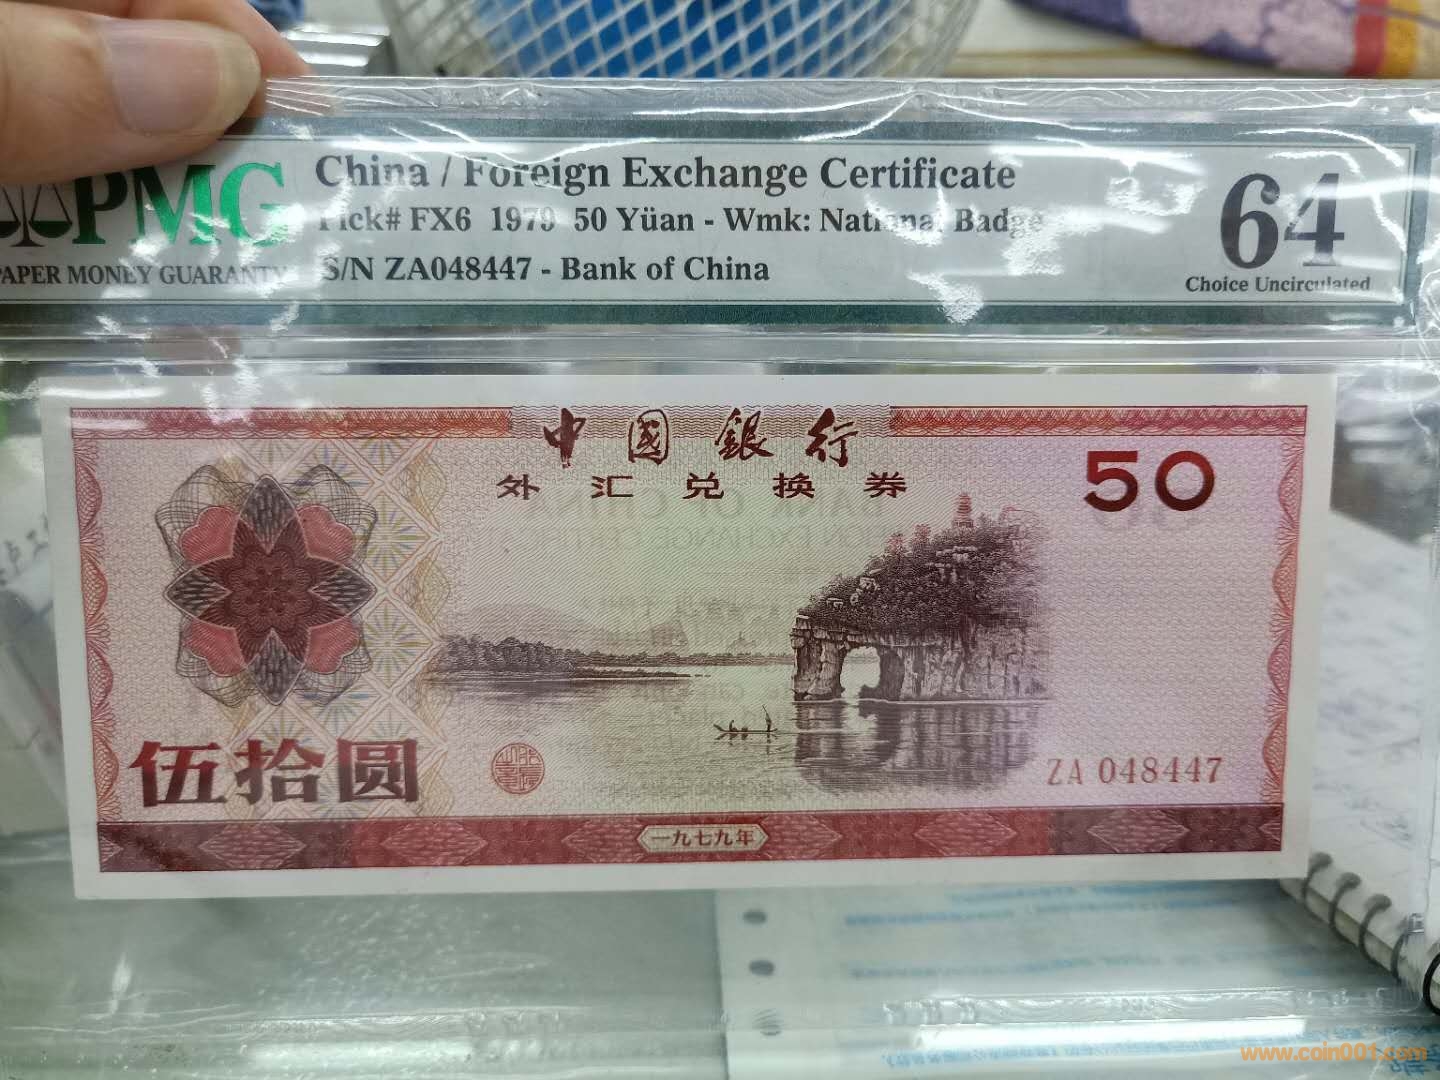 China / Foreign Exchange Certificate
PMG
Pick# FX6 1979 50 Yüan - Wmk: National Badge
64
PAPER MONEY GUARANTY
S/N ZA048447 - Bank of China
Choice Uncirculated
中國銀行
外汇兑换券
50
伍拾圆
ZA 048447
一九七九年
www.coin001.com